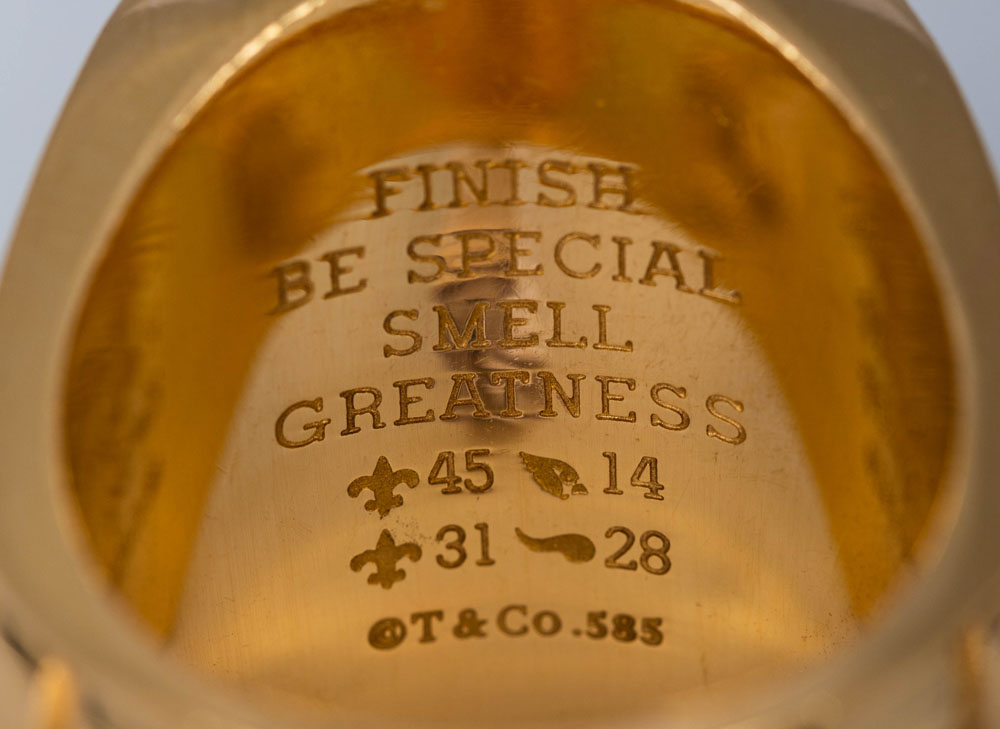 FINISH
BE SPECIAL
SMELL
GREATNESS
45 14
31 28
©T & Co .585